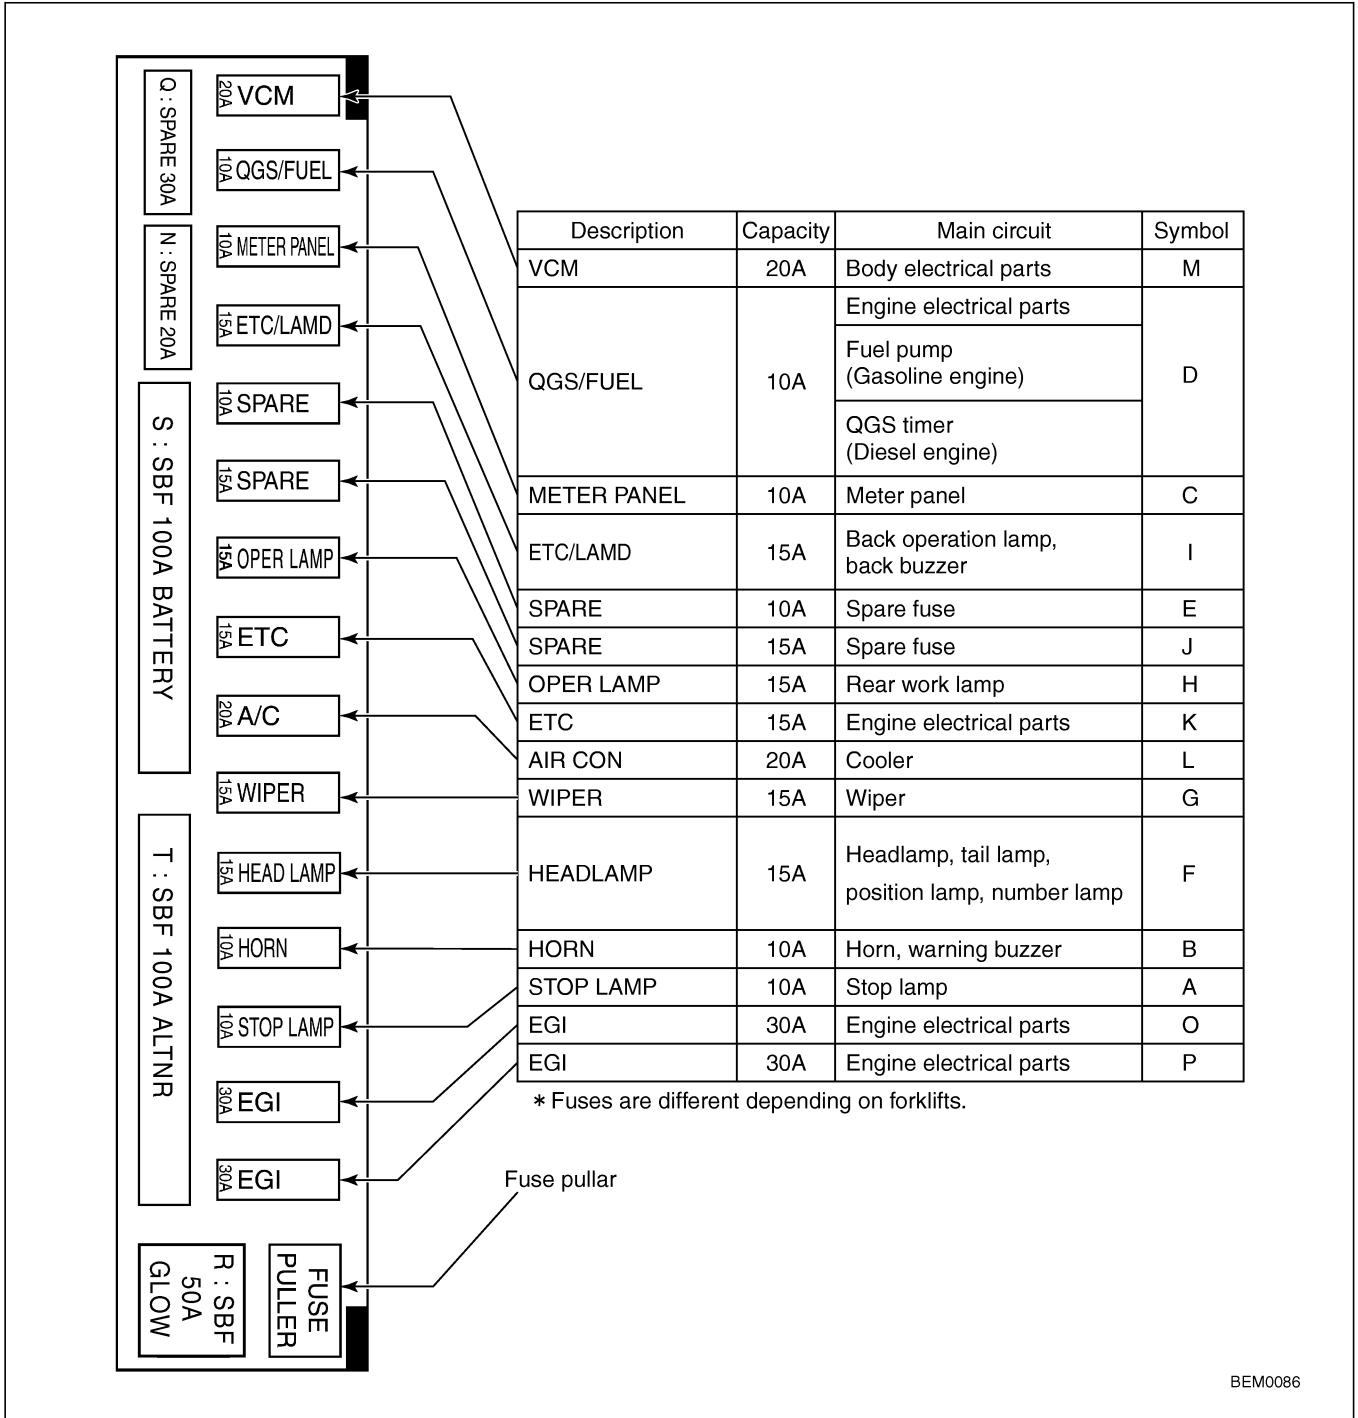 Q : SPARE 30A
N : SPARE 20A
S : SBF 100A BATTERY
T : SBF 100A ALTNR
R : SBF
50A
GLOW
FUSE
PULLER
20A VCM
10A QGS/FUEL
10A METER PANEL
15A ETC/LAMD
10A SPARE
15A SPARE
15A OPER LAMP
15A ETC
20A A/C
15A WIPER
15A HEAD LAMP
10A HORN
10A STOP LAMP
30A EGI
30A EGI
Description Capacity Main circuit Symbol
VCM 20A Body electrical parts M
QGS/FUEL 10A Engine electrical parts D
Fuel pump
(Gasoline engine)
QGS timer
(Diesel engine)
METER PANEL 10A Meter panel C
ETC/LAMD 15A Back operation lamp, I
back buzzer
SPARE 10A Spare fuse E
SPARE 15A Spare fuse J
OPER LAMP 15A Rear work lamp H
ETC 15A Engine electrical parts K
AIR CON 20A Cooler L
WIPER 15A Wiper G
HEADLAMP 15A Headlamp, tail lamp, F
position lamp, number lamp
HORN 10A Horn, warning buzzer B
STOP LAMP 10A Stop lamp A
EGI 30A Engine electrical parts O
EGI 30A Engine electrical parts P
* Fuses are different depending on forklifts.
Fuse pullar
BEM0086